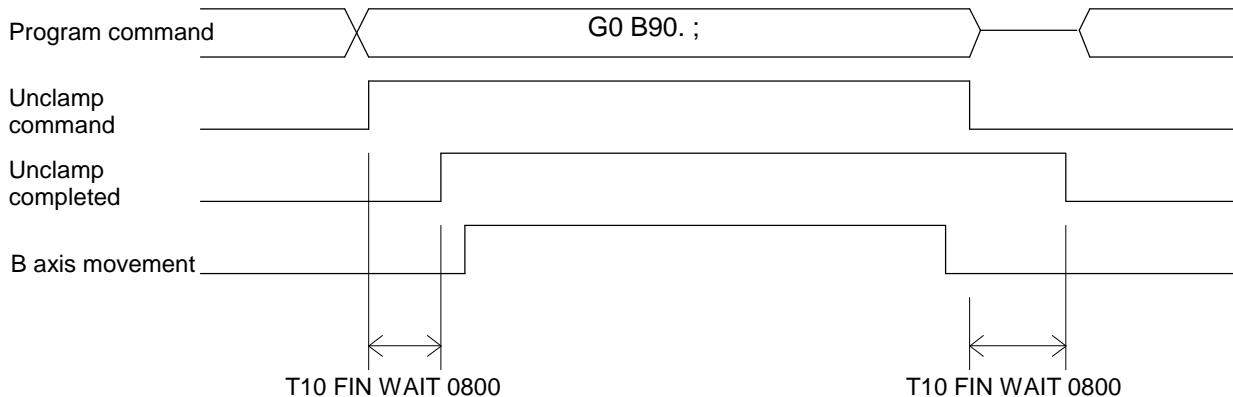 Program command
G0 B90. ;
Unclamp
command
Unclamp
completed
B axis movement
T10 FIN WAIT 0800
T10 FIN WAIT 0800